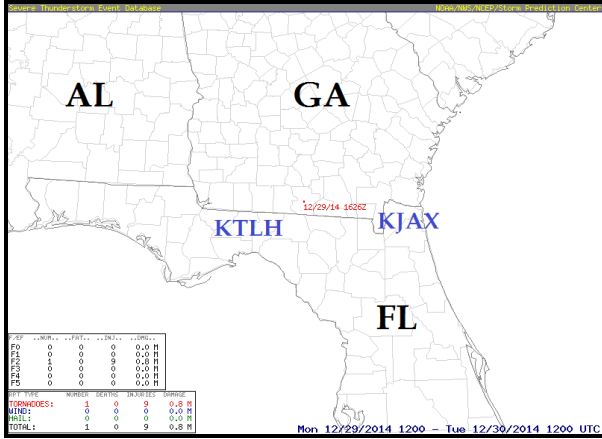 Severe Thunderstorm Event Database NOAA/NWS/NCEP/Storm Prediction Center
AL GA
12/29/14 1626Z
KTLH KJAX
FL
F/EF ..NUM.. ..FAT.. ..INJ.. ..DMG..
F0 0 0 0 0.0 M
F1 0 0 0 0.0 M
F2 1 0 9 0.8 M
F3 0 0 0 0.0 M
F4 0 0 0 0.0 M
F5 0 0 0 0.0 M
RPT TYPE NUMBER DEATHS INJURIES DAMAGE
TORNADOES: 1 0 9 0.8 M
WIND: 0 0 0 0.0 M
HAIL: 0 0 0 0.0 M
TOTAL: 1 0 9 0.8 M
Mon 12/29/2014 1200 – Tue 12/30/2014 1200 UTC